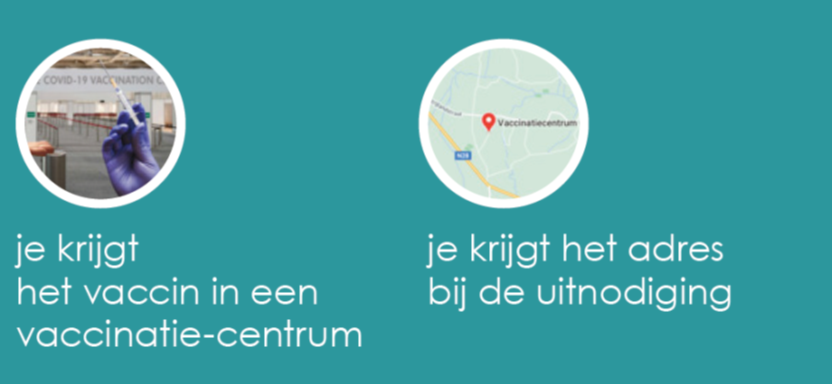 COVID-19 VACCINATION C
Vaccinatiecentrum
N28
je krijgt
het vaccin in een
vaccinatie-centrum
je krijgt het adres
bij de uitnodiging